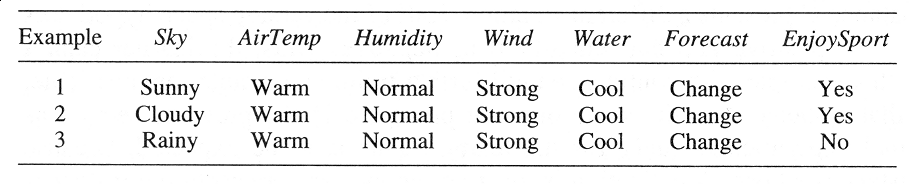 Example Sky AirTemp Humidity Wind Water Forecast EnjoySport
1 Sunny Warm Normal Strong Cool Change Yes
2 Cloudy Warm Normal Strong Cool Change Yes
3 Rainy Warm Normal Strong Cool Change No